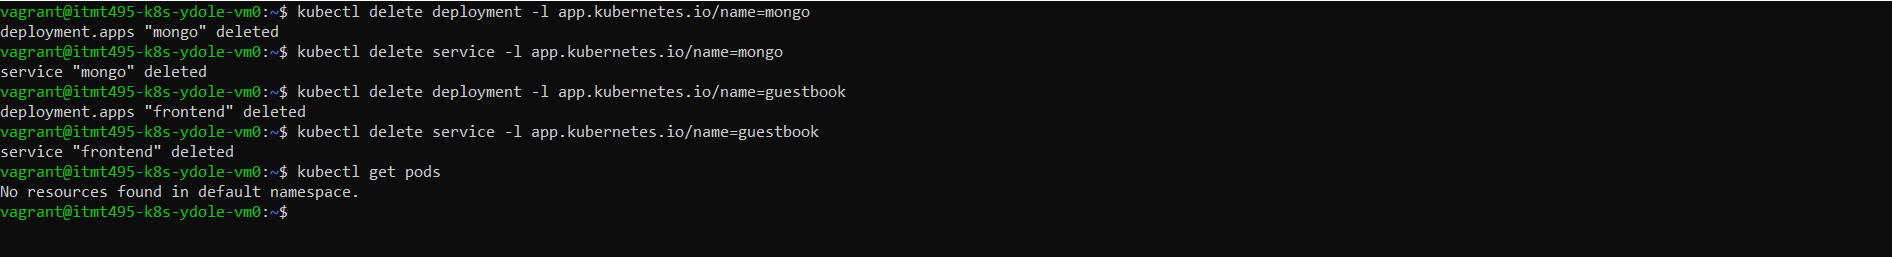 vagrant@itmt495-k8s-ydole-vm0:~$ kubectl delete deployment -l app.kubernetes.io/name=mongo
deployment.apps "mongo" deleted
vagrant@itmt495-k8s-ydole-vm0:~$ kubectl delete service -l app.kubernetes.io/name=mongo
service "mongo" deleted
vagrant@itmt495-k8s-ydole-vm0:~$ kubectl delete deployment -l app.kubernetes.io/name=guestbook
deployment.apps "frontend" deleted
vagrant@itmt495-k8s-ydole-vm0:~$ kubectl delete service -l app.kubernetes.io/name=guestbook
service "frontend" deleted
vagrant@itmt495-k8s-ydole-vm0:~$ kubectl get pods
No resources found in default namespace.
vagrant@itmt495-k8s-ydole-vm0:~$